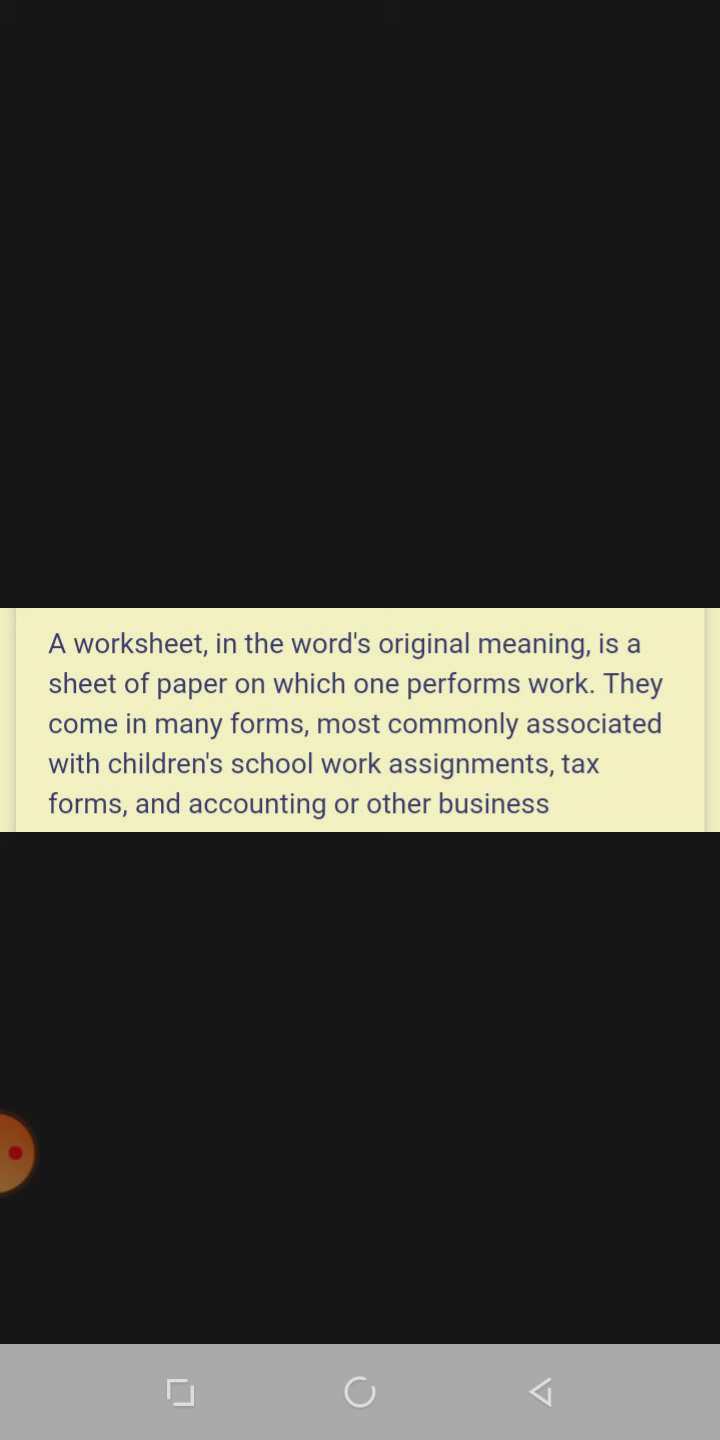 A worksheet, in the word's original meaning, is a
sheet of paper on which one performs work. They
come in many forms, most commonly associated
with children's school work assignments, tax
forms, and accounting or other business